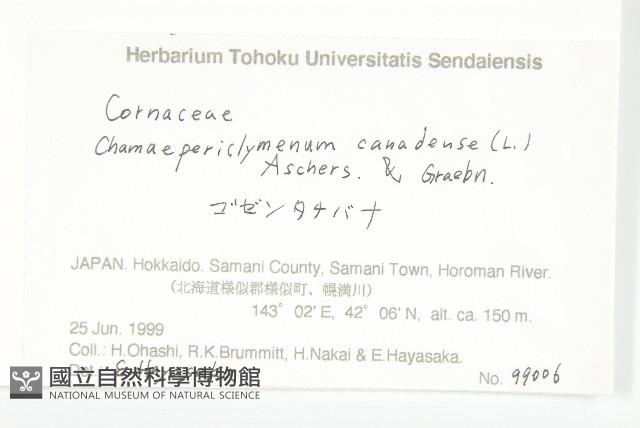 Herbarium Tohoku Universitatis Sendaiensis
Cornaceae
Chamaepericlymenum canadense (L.)
Aschers. & Graebn.
ゴゼンタチバナ
JAPAN. Hokkaido. Samani County, Samani Town, Horoman River.
(北海道様似郡様似町、幌満川)
143° 02' E, 42° 06' N, alt. ca. 150 m.
25 Jun. 1999
Coll.: H.Ohashi, R.K.Brummitt, H.Nakai & E.Hayasaka.
Det.
No. 99006
國立自然科學博物館
NATIONAL MUSEUM OF NATURAL SCIENCE